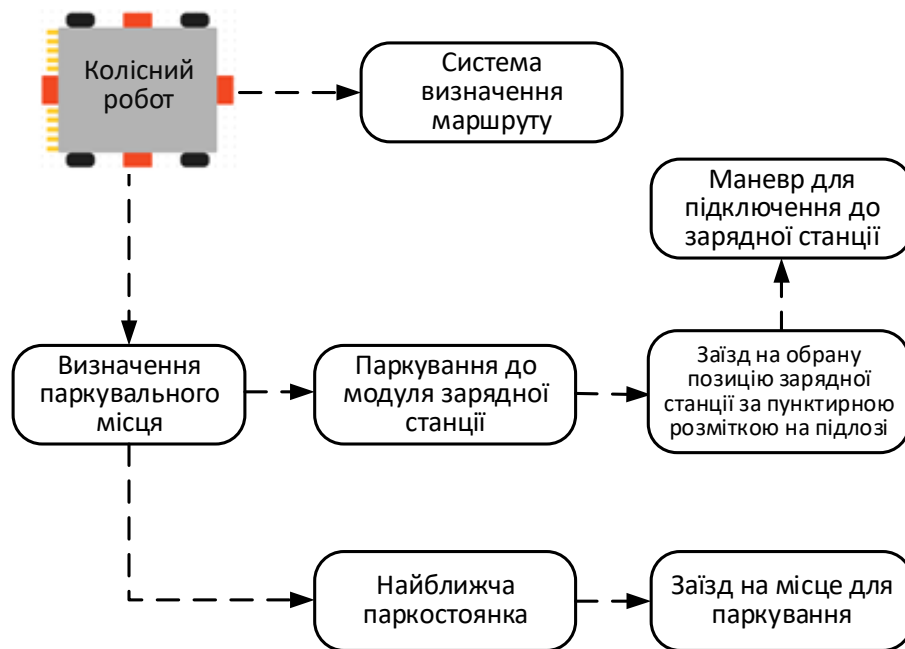 Колісний
робот
Система
визначення
маршруту
Маневр для
підключення до
зарядної станції
Визначення
паркувального
місця
Паркування до
модуля зарядної
станції
Заїзд на обрану
позицію зарядної
станції за пунктирною
розміткою на підлозі
Найближча
паркостоянка
Заїзд на місце для
паркування